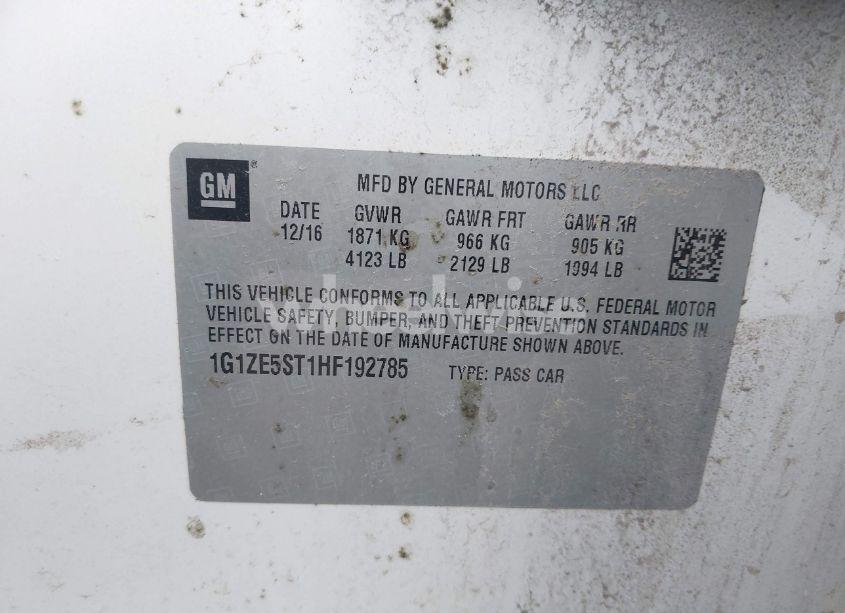 GM
MFD BY GENERAL MOTORS LLC
DATE GVWR GAWR FRT GAWR RR
12/16 1871 KG 966 KG 905 KG
4123 LB 2129 LB 1994 LB
THIS VEHICLE CONFORMS TO ALL APPLICABLE U.S. FEDERAL MOTOR
VEHICLE SAFETY, BUMPER, AND THEFT PREVENTION STANDARDS IN
EFFECT ON THE DATE OF MANUFACTURE SHOWN ABOVE.
1G1ZE5ST1HF192785 TYPE: PASS CAR